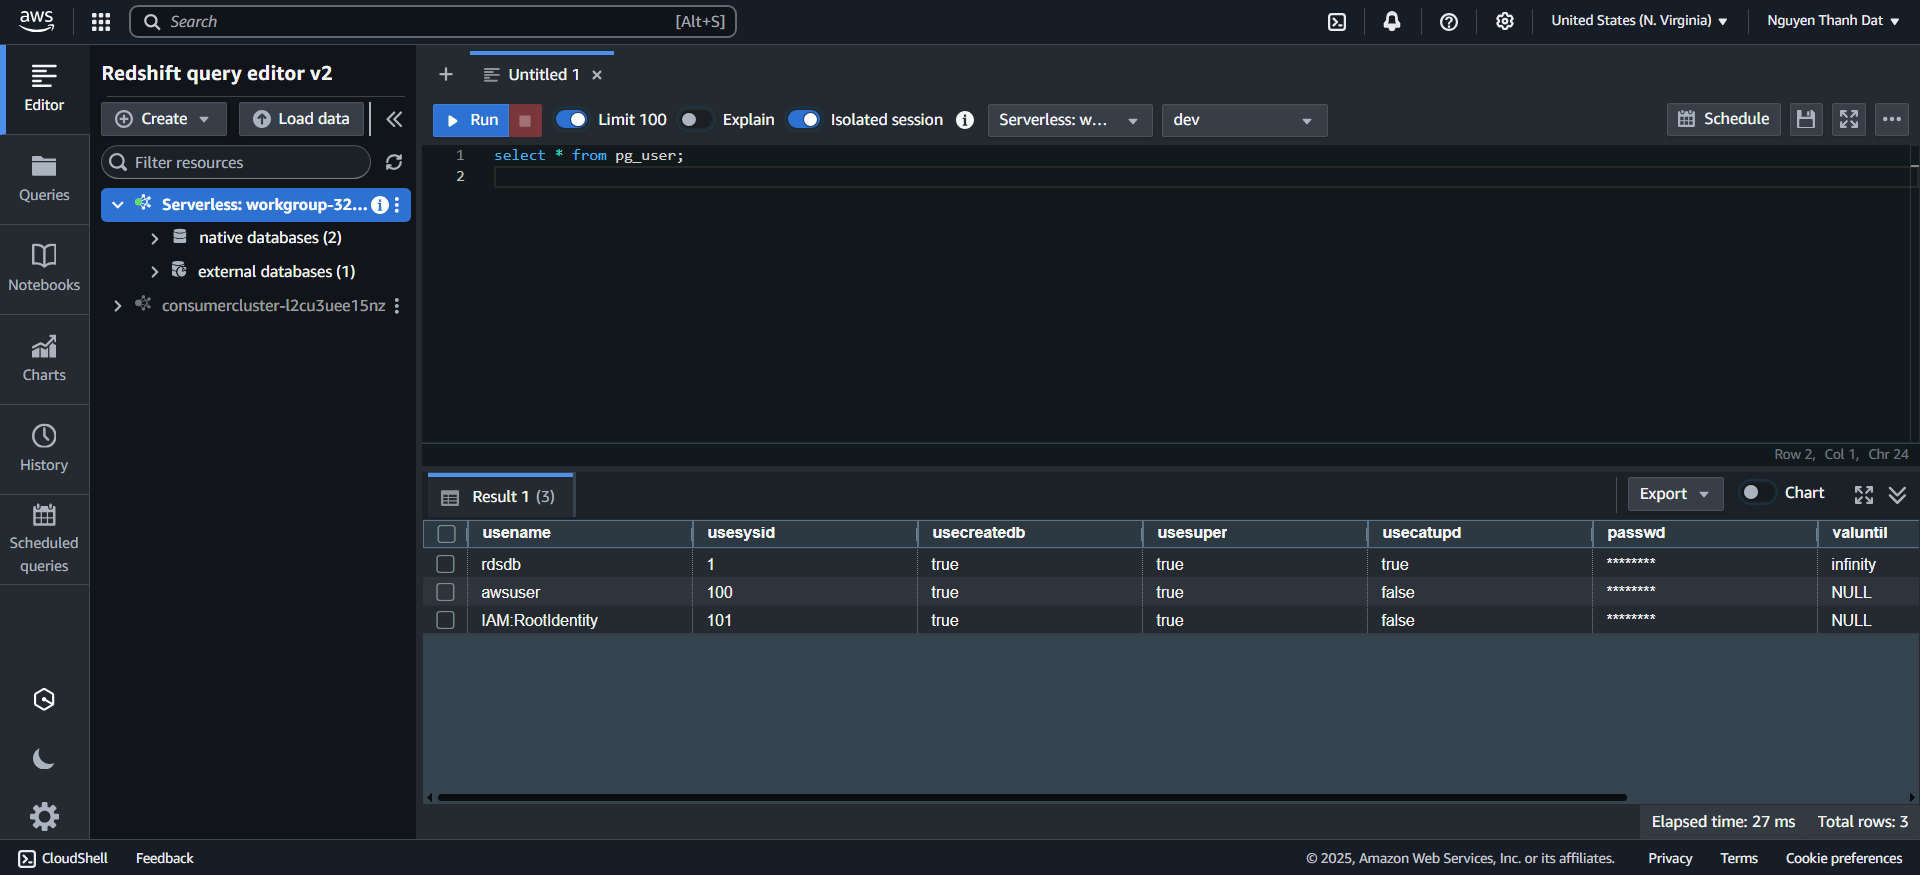 aws
Search [Alt+S]
United States (N. Virginia) Nguyen Thanh Dat
Editor
Queries
Notebooks
Charts
History
Scheduled
queries
Redshift query editor v2
Create Load data
Filter resources
Serverless: workgroup-32...
native databases (2)
external databases (1)
consumercluster-l2cu3uee15nz
Untitled 1
Run Limit 100 Explain Isolated session Serverless: w... dev Schedule
1 select * from pg_user;
2
Row 2, Col 1, Chr 24
Result 1 (3) Export Chart
usename usesysid usecreatedb usesuper usecatupd passwd valuntil
rdsdb 1 true true true ******** infinity
awsuser 100 true true false ******** NULL
IAM:RootIdentity 101 true true false ******** NULL
Elapsed time: 27 ms Total rows: 3
CloudShell Feedback © 2025, Amazon Web Services, Inc. or its affiliates. Privacy Terms Cookie preferences